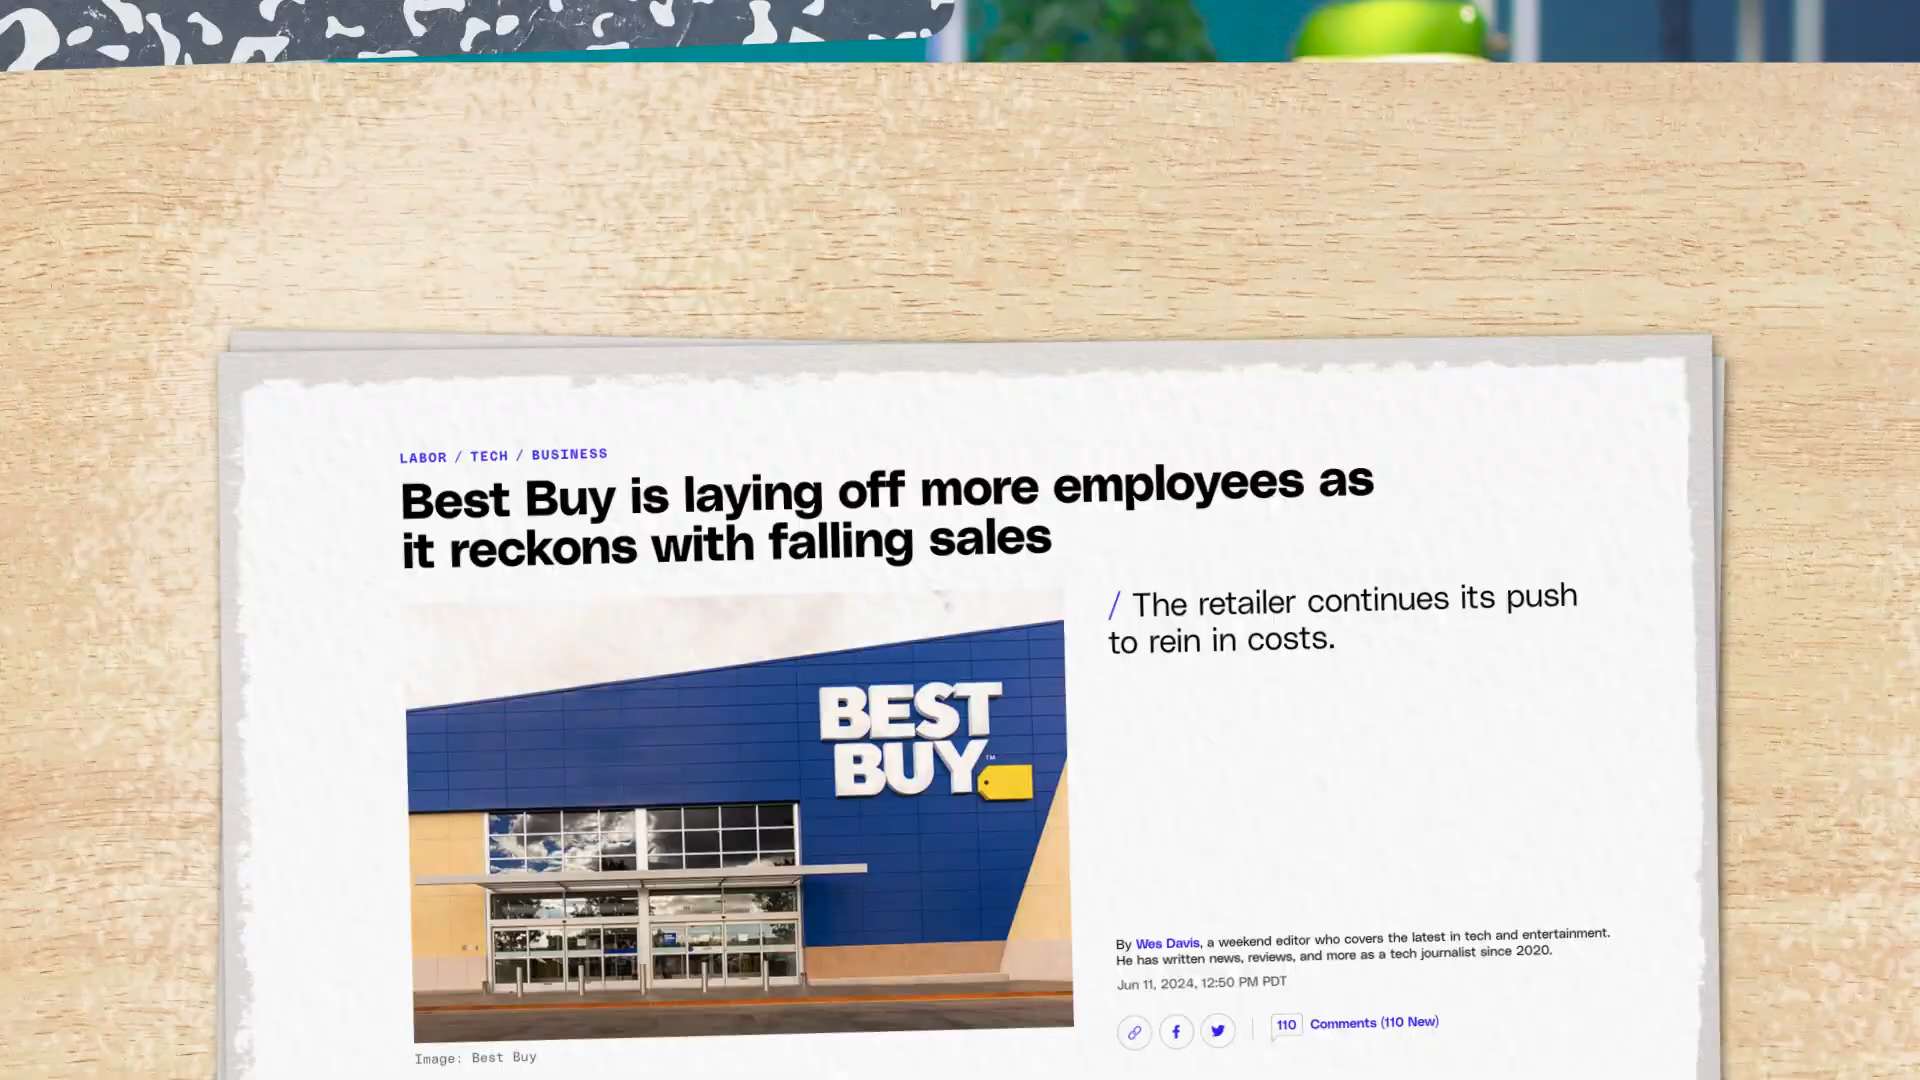 LABOR / TECH / BUSINESS
Best Buy is laying off more employees as
it reckons with falling sales
/ The retailer continues its push
to rein in costs.
BEST
BUY™
By Wes Davis, a weekend editor who covers the latest in tech and entertainment.
He has written news, reviews, and more as a tech journalist since 2020.
Jun 11, 2024, 12:50 PM PDT
110 Comments (110 New)
Image: Best Buy